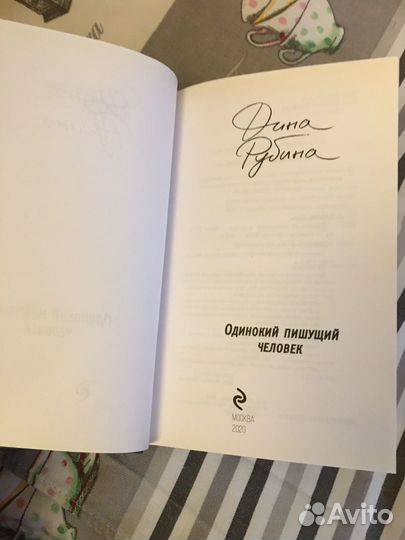 Дина
Рубина
Одинокий пишущий
человек
МОСКВА
2020
Avito